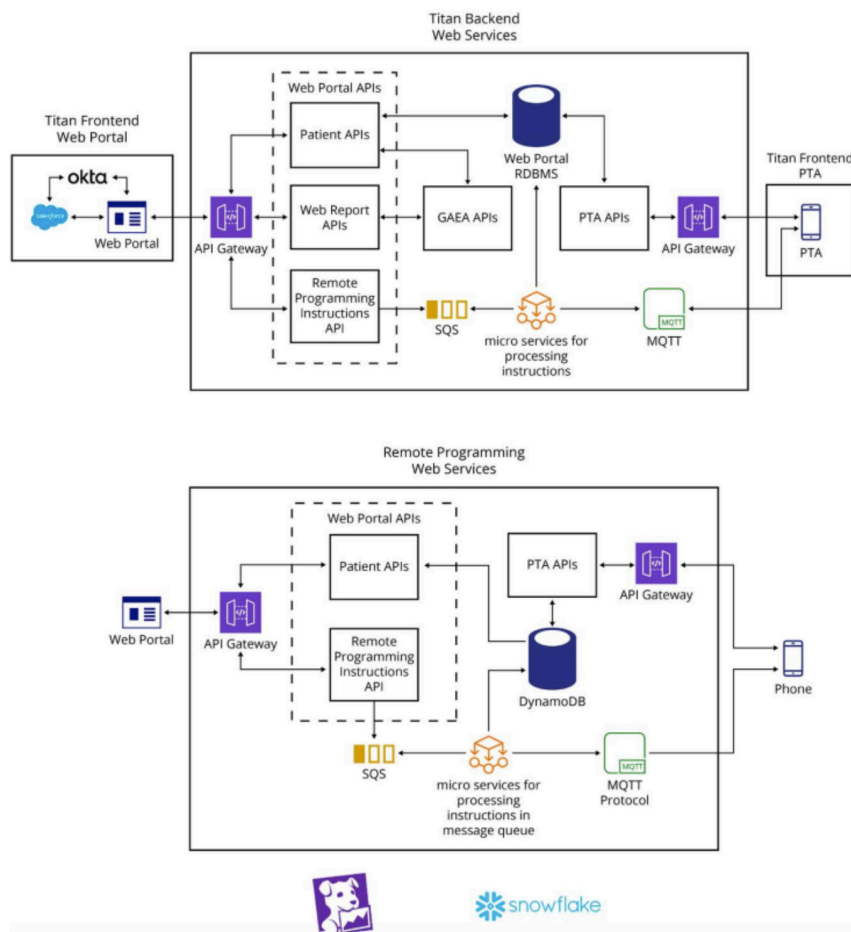 Titan Backend
Web Services
Titan Frontend
Web Portal
okta
salesforce
Web Portal
API Gateway
Web Portal APIs
Patient APIs
Web Report
APIs
Remote
Programming
Instructions
API
Web Portal
RDBMS
GAEA APIs
PTA APIs
API Gateway
SQS
micro services for
processing
instructions
MQTT
MQTT
Titan Frontend
PTA
PTA
Remote Programming
Web Services
Web Portal
API Gateway
Web Portal APIs
Patient APIs
Remote
Programming
Instructions
API
PTA APIs
API Gateway
DynamoDB
SQS
micro services for
processing
instructions in
message queue
MQTT
MQTT
Protocol
Phone
snowflake